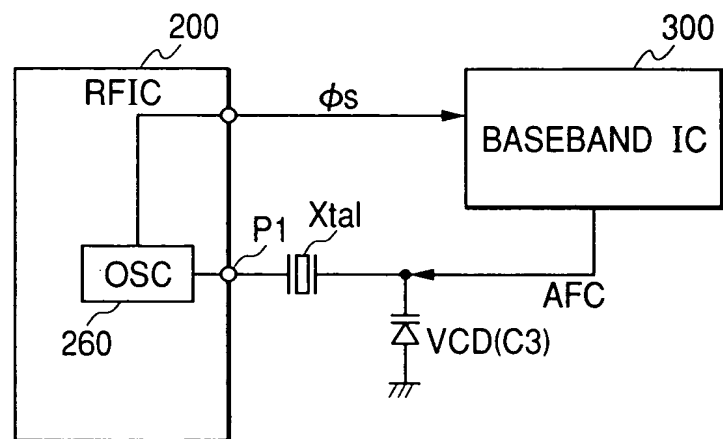 200
300
RFIC
φS
BASEBAND IC
Xtal
P1
OSC
AFC
260
VCD(C3)